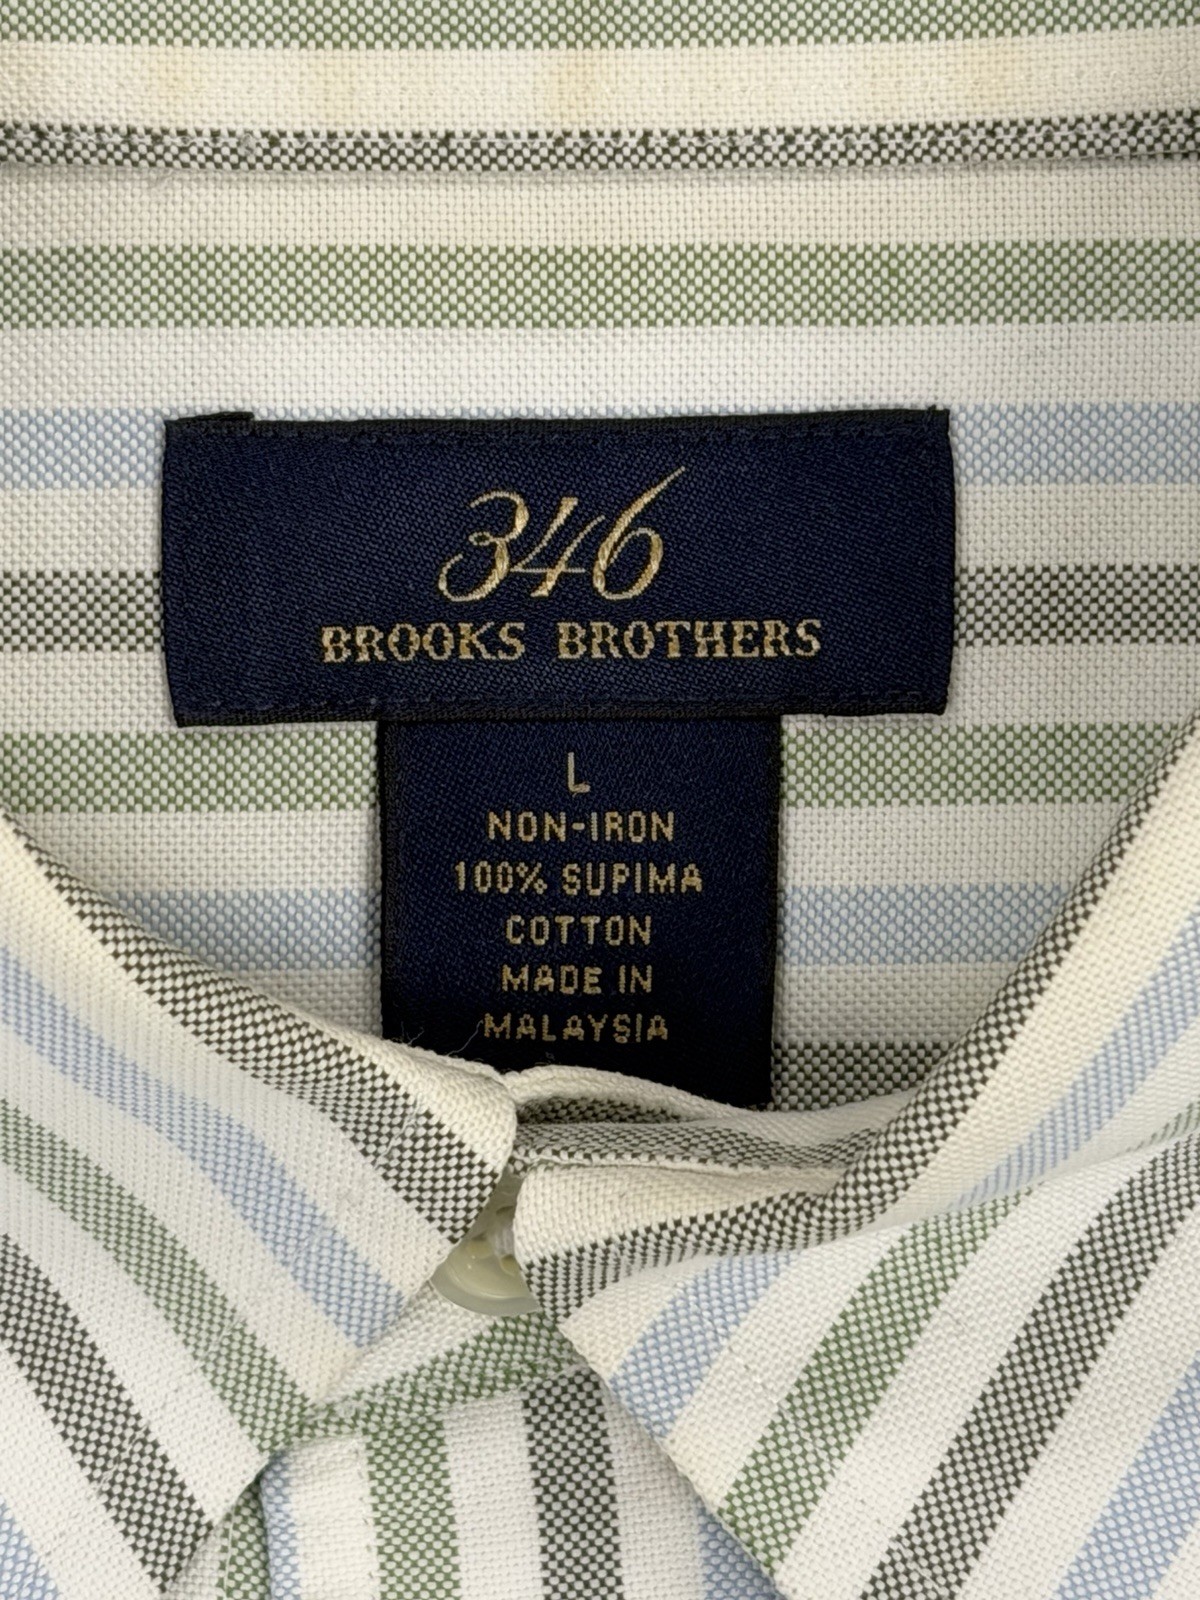 346
BROOKS BROTHERS
L
NON-IRON
100% SUPIMA
COTTON
MADE IN
MALAYSIA